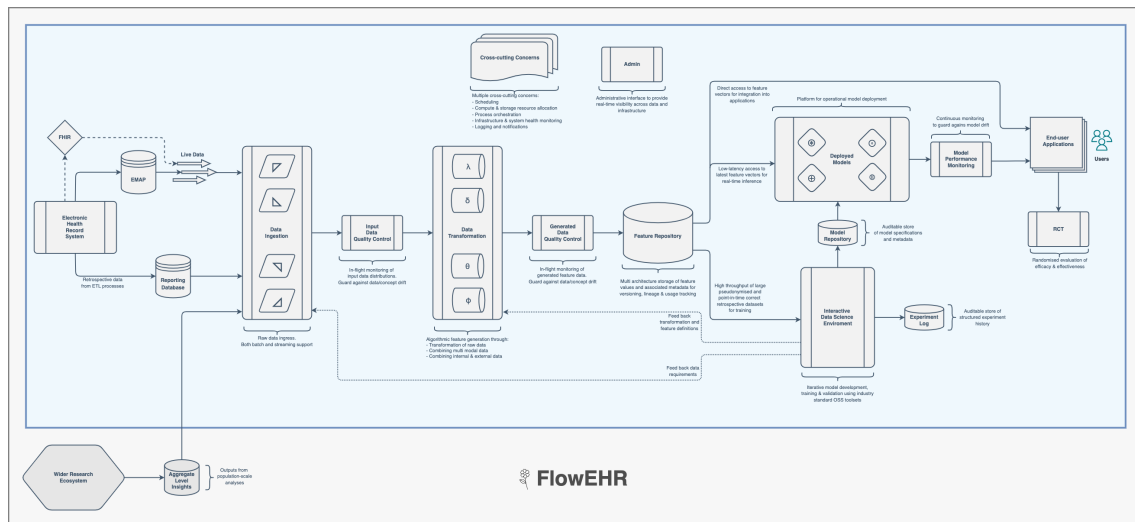 Cross-cutting Concerns
Multiple cross-cutting concerns:
- Scheduling
- Compute & storage resource allocation
- Process orchestration
- Infrastructure & system health monitoring
- Logging and notifications
Admin
Administrative interface to provide
real-time visibility across data and
infrastructure
Direct access to feature
vectors for integration into
applications
Platform for operational model deployment
Continuous monitoring
to guard agains model drift
FHIR
Live Data
EMAP
Electronic
Health
Record
System
Retrospective data
from ETL processes
Reporting
Database
Data
Ingestion
Raw data ingress.
Both batch and streaming support
Input
Data
Quality Control
In-flight monitoring of
input data distributions.
Guard against data/concept drift
λ
δ
Data
Transformation
θ
ϕ
Algorithmic feature generation through:
- Transformation of raw data
- Combining multi modal data
- Combining internal & external data
Generated
Data
Quality Control
In-flight monitoring of
generated feature data.
Guard against data/concept drift
Feature Repository
Multi architecture storage of feature
values and associated metadata for
versioning, lineage & usage tracking
Low-latency access to
latest feature vectors for
real-time inference
High throughput of large
pseudonymised and
point-in-time correct
retrospective datasets
for training
Deployed
Models
Model
Performance
Monitoring
End-user
Applications
Users
Model
Repository
Auditable store
of model specifications
and metadata
RCT
Randomised evaluation of
efficacy & effectiveness
Interactive
Data Science
Enviroment
Iterative model development,
training & validation using industry
standard OSS toolsets
Experiment
Log
Auditable store of
structured experiment
history
Feed back
transformation and
feature definitions
Feed back data
requirements
Wider Research
Ecosystem
Aggregate
Level
Insights
Outputs from
population-scale
analyses
FlowEHR